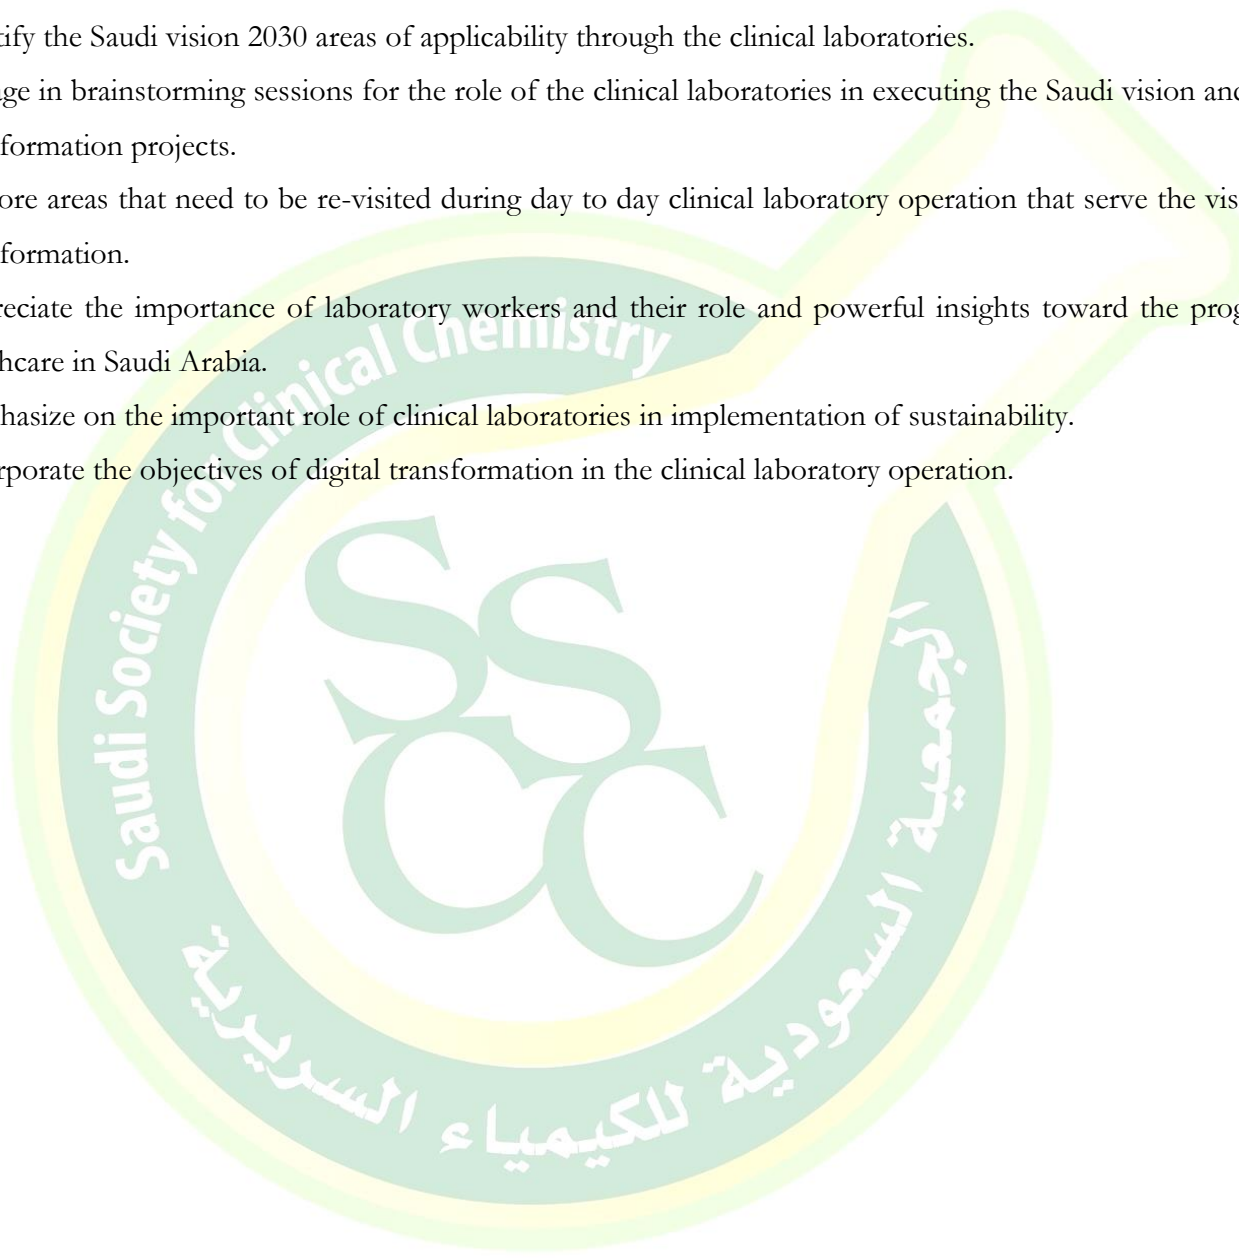 tify the Saudi vision 2030 areas of applicability through the clinical laboratories.
age in brainstorming sessions for the role of the clinical laboratories in executing the Saudi vision and
formation projects.
ore areas that need to be re-visited during day to day clinical laboratory operation that serve the vis
formation.
reciate the importance of laboratory workers and their role and powerful insights toward the prog
hcare in Saudi Arabia.
hasize on the important role of clinical laboratories in implementation of sustainability.
rporate the objectives of digital transformation in the clinical laboratory operation.
Saudi Society for Clinical Chemistry
SSCC
الجمعية السعودية للكيمياء السريرية